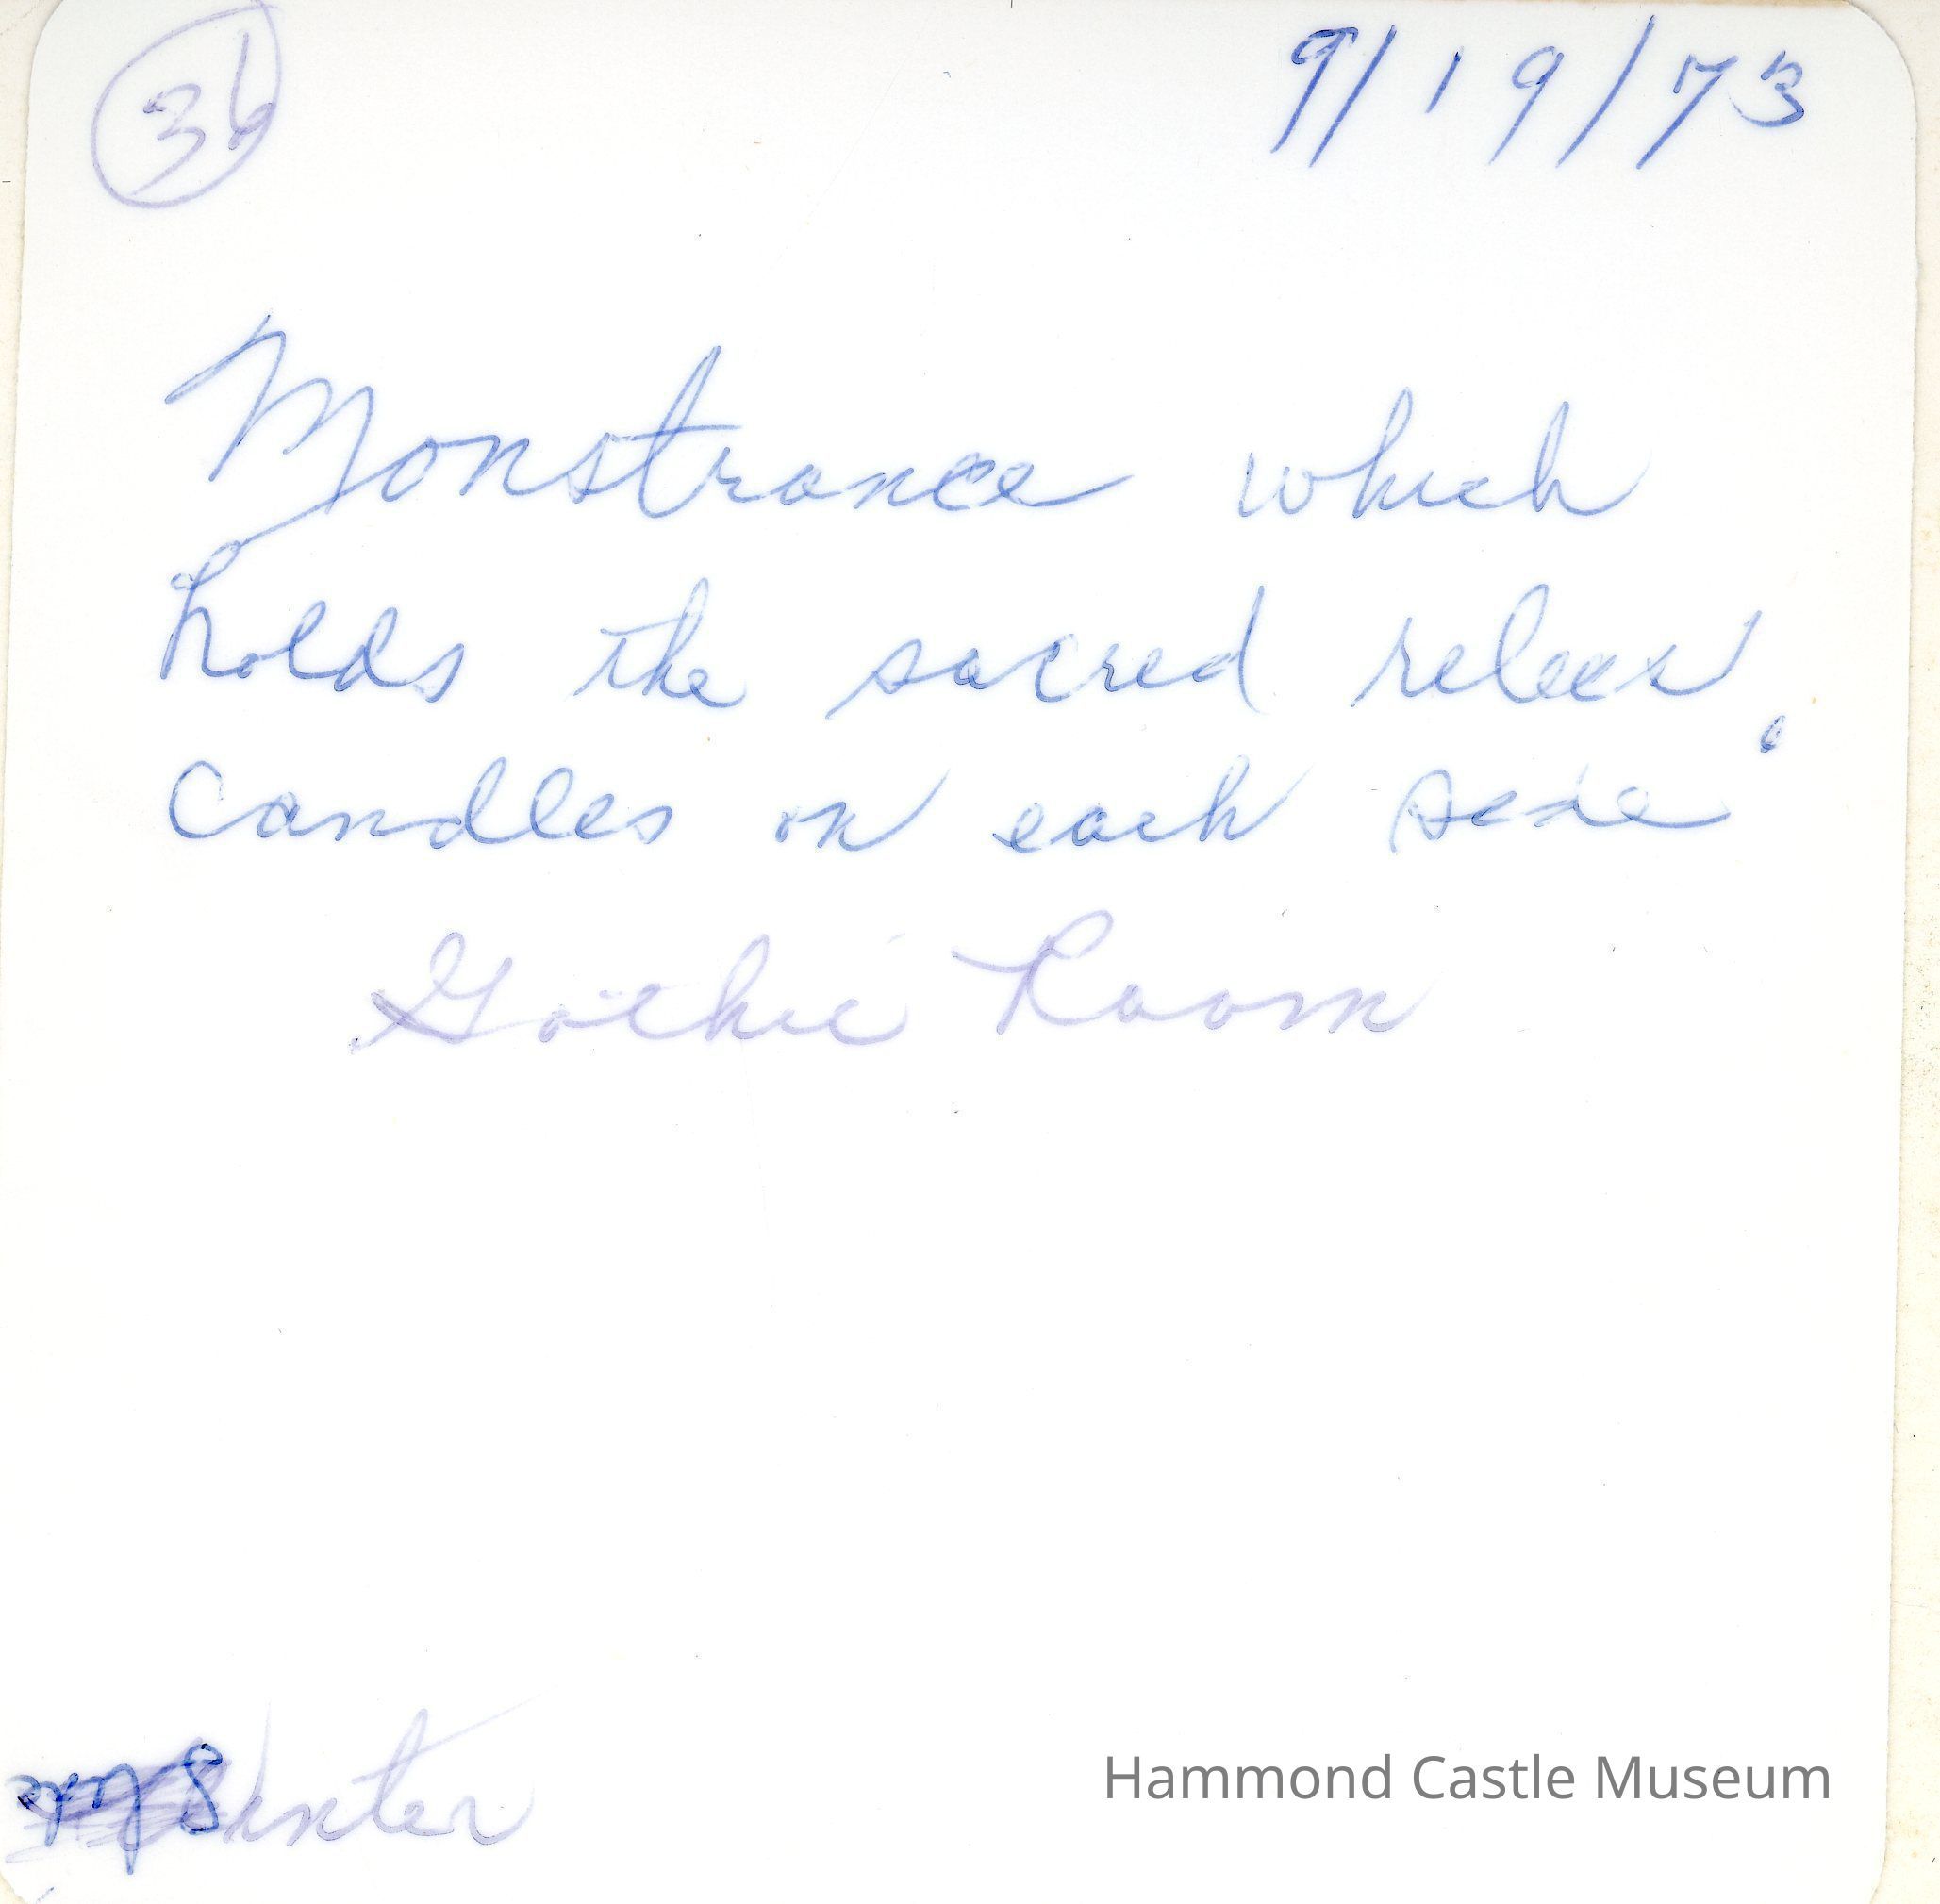 36
9/19/73
Monstrance which
holds the sacred relics,
candles on each side
Gothic Room
Hammond Castle Museum